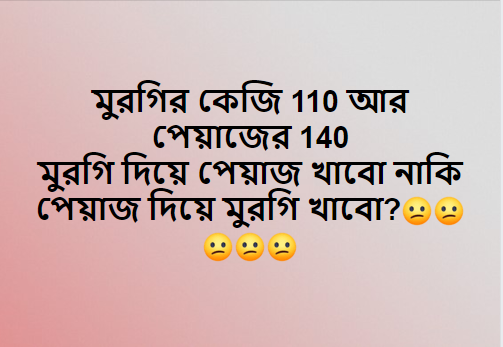 মুরগির কেজি 110 আর
পেয়াজের 140
মুরগি দিয়ে পেয়াজ খাবো নাকি
পেয়াজ দিয়ে মুরগি খাবো?😕😕
😕😕😕